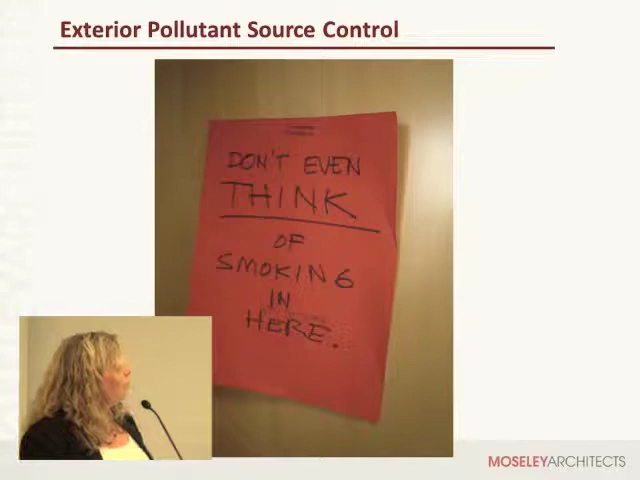 Exterior Pollutant Source Control
DON'T EVEN
THINK
OF
SMOKING
IN
HERE.
MOSELEYARCHITECTS